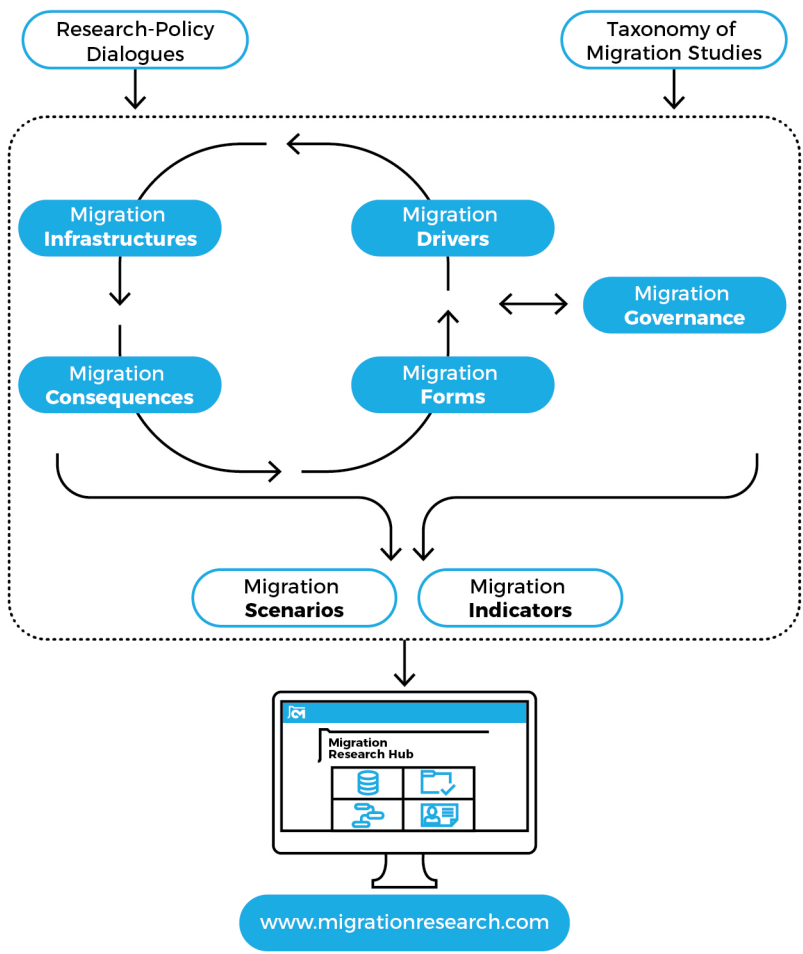 Research-Policy
Dialogues
Taxonomy of
Migration Studies
Migration
Infrastructures
Migration
Drivers
Migration
Governance
Migration
Consequences
Migration
Forms
Migration
Scenarios
Migration
Indicators
Migration
Research Hub
www.migrationresearch.com